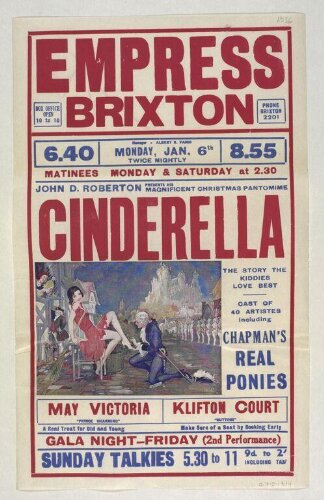 1936
EMPRESS
BOX OFFICE
OPEN
10 to 10
BRIXTON
PHONE
BRIXTON
2201
6.40
Manager - ALBERT
MONDAY, JAN. 6th
TWICE NIGHTLY
8.55
MATINEES MONDAY & SATURDAY at 2.30
JOHN D. ROBERTON PRESENTS HIS MAGNIFICENT CHRISTMAS PANTOMIME
CINDERELLA
THE STORY THE
KIDDIES
LOVE BEST
CAST OF
40 ARTISTES
including
CHAPMAN'S
REAL
PONIES
MAY VICTORIA
"PRINCE CHARMING"
KLIFTON COURT
"BUTTONS"
A Real Treat for Old and Young
Make Sure of a Seat by Booking Early
GALA NIGHT-FRIDAY (2nd Performance)
SUNDAY TALKIES 5.30 to 11 9d to 2/-
INCLUDING TAX